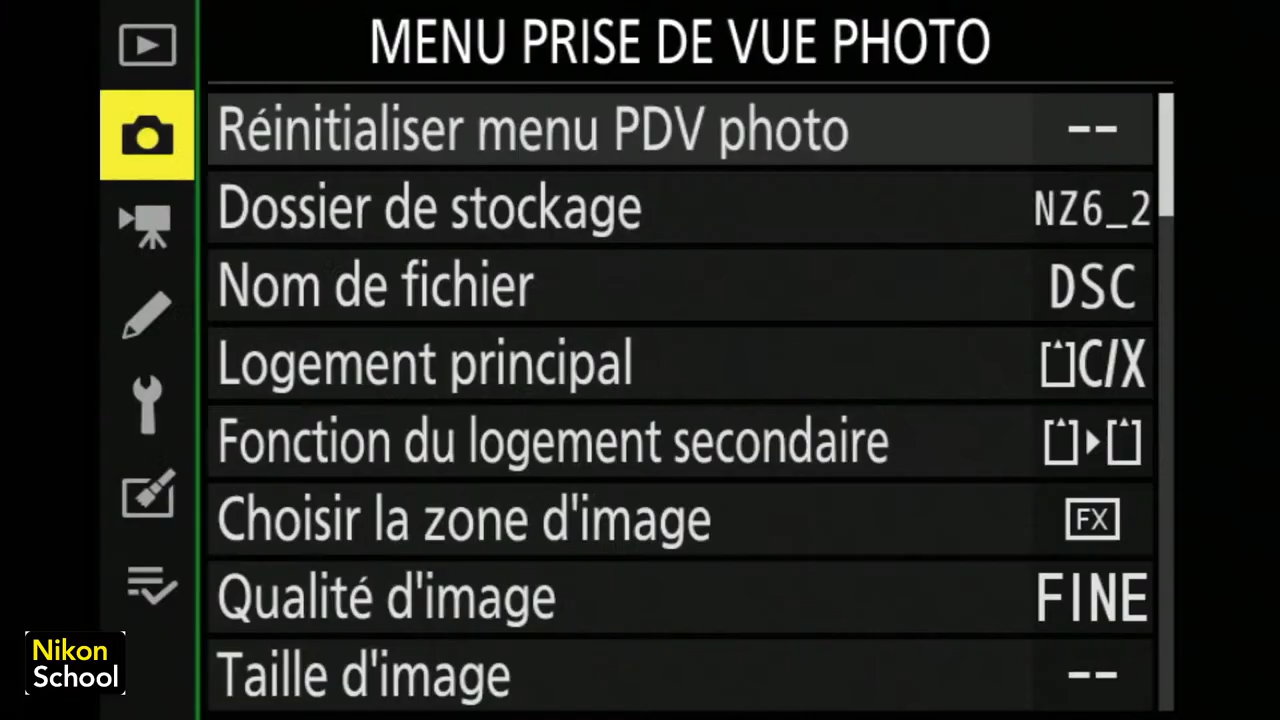 MENU PRISE DE VUE PHOTO
Réinitialiser menu PDV photo --
Dossier de stockage NZ6_2
Nom de fichier DSC
Logement principal C/X
Fonction du logement secondaire
Choisir la zone d'image FX
Qualité d'image FINE
Taille d'image --
Nikon
School